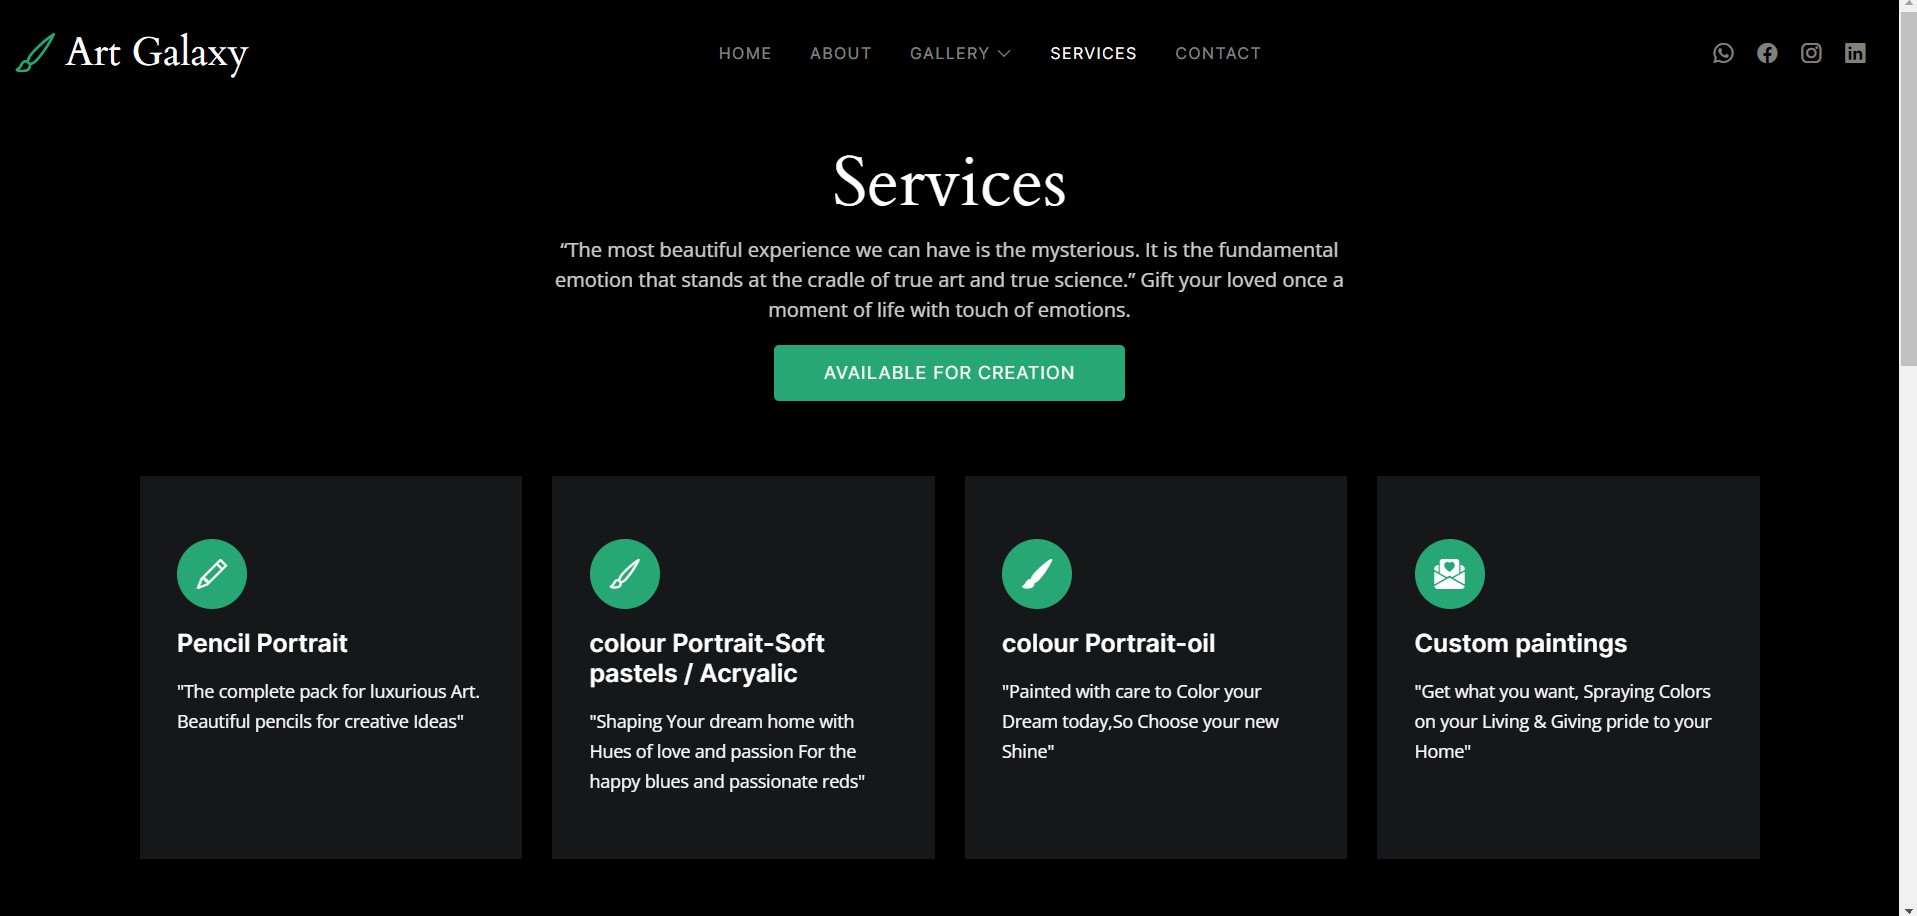 Art Galaxy
HOME
ABOUT
GALLERY
SERVICES
CONTACT
Services
“The most beautiful experience we can have is the mysterious. It is the fundamental
emotion that stands at the cradle of true art and true science.” Gift your loved once a
moment of life with touch of emotions.
AVAILABLE FOR CREATION
Pencil Portrait
"The complete pack for luxurious Art.
Beautiful pencils for creative Ideas"
colour Portrait-Soft
pastels / Acryalic
"Shaping Your dream home with
Hues of love and passion For the
happy blues and passionate reds"
colour Portrait-oil
"Painted with care to Color your
Dream today,So Choose your new
Shine"
Custom paintings
"Get what you want, Spraying Colors
on your Living & Giving pride to your
Home"